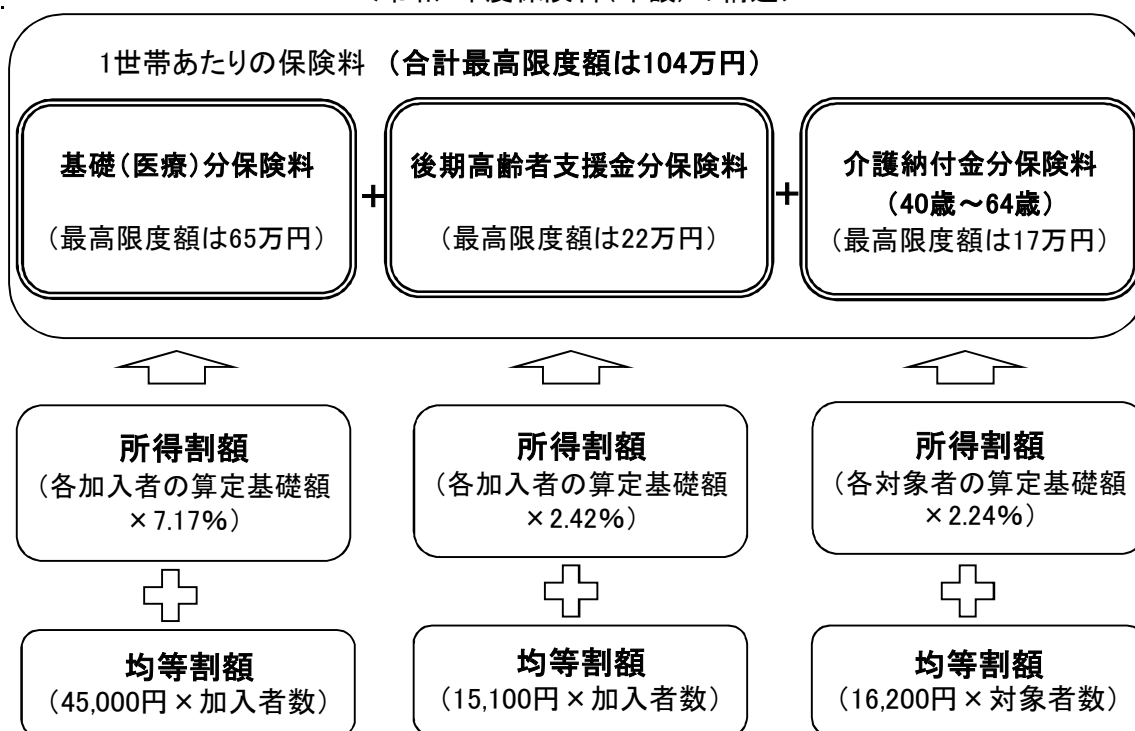 1世帯あたりの保険料 (合計最高限度額は104万円)
基礎(医療)分保険料
(最高限度額は65万円)
+
後期高齢者支援金分保険料
(最高限度額は22万円)
+
介護納付金分保険料
(40歳～64歳)
(最高限度額は17万円)
所得割額
(各加入者の算定基礎額
×7.17%)
所得割額
(各加入者の算定基礎額
×2.42%)
所得割額
(各対象者の算定基礎額
×2.24%)
均等割額
(45,000円×加入者数)
均等割額
(15,100円×加入者数)
均等割額
(16,200円×対象者数)